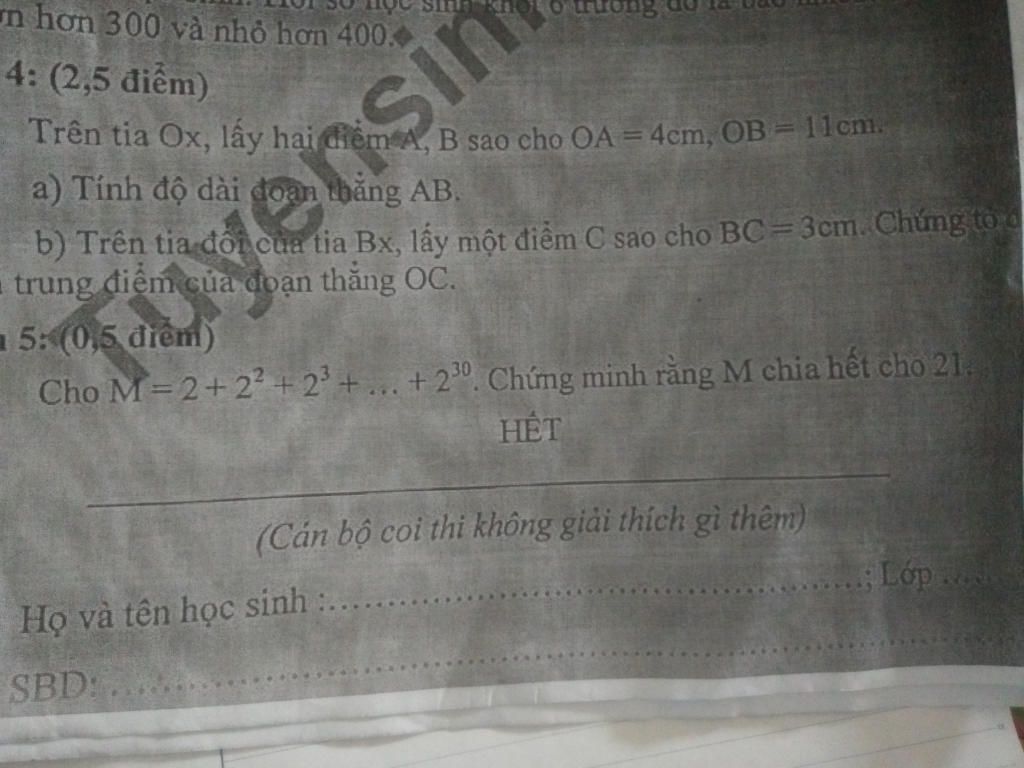 hơn 300 và nhỏ hơn 400.
4: (2,5 điểm)
Trên tia Ox, lấy hai điểm A, B sao cho OA = 4cm, OB = 11cm.
a) Tính độ dài đoạn thẳng AB.
b) Trên tia đối của tia Bx, lấy một điểm C sao cho BC = 3cm. Chứng tỏ
trung điểm của đoạn thẳng OC.
5: (0,5 điểm)
Cho M = 2 + 2² + 2³ + ... + 2³⁰. Chứng minh rằng M chia hết cho 21.
HẾT
(Cán bộ coi thi không giải thích gì thêm)
Họ và tên học sinh :..........................................; Lớp ......
SBD: ..........................................
Tuyensin